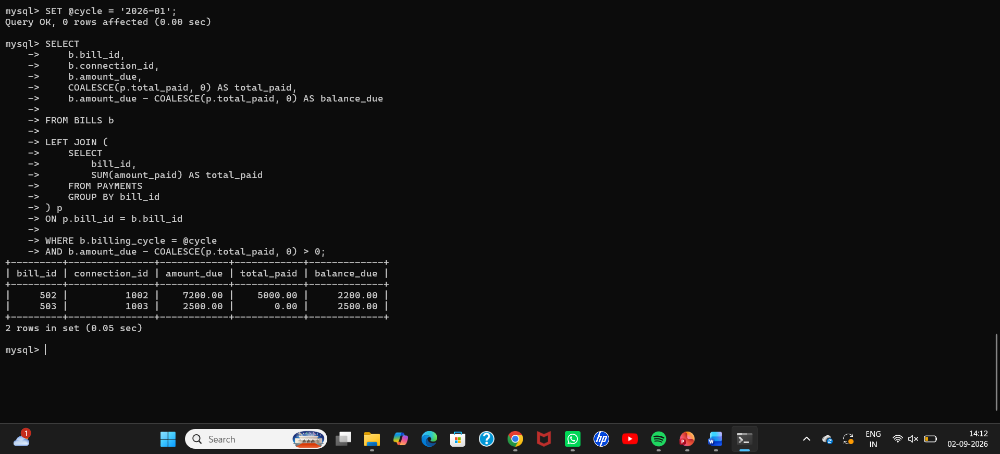 mysql> SET @cycle = '2026-01';
Query OK, 0 rows affected (0.00 sec)
mysql> SELECT
    ->     b.bill_id,
    ->     b.connection_id,
    ->     b.amount_due,
    ->     COALESCE(p.total_paid, 0) AS total_paid,
    ->     b.amount_due - COALESCE(p.total_paid, 0) AS balance_due
    ->
    -> FROM BILLS b
    ->
    -> LEFT JOIN (
    ->     SELECT
    ->         bill_id,
    ->         SUM(amount_paid) AS total_paid
    ->     FROM PAYMENTS
    ->     GROUP BY bill_id
    -> ) p
    -> ON p.bill_id = b.bill_id
    ->
    -> WHERE b.billing_cycle = @cycle
    -> AND b.amount_due - COALESCE(p.total_paid, 0) > 0;
+---------+---------------+------------+------------+-------------+
| bill_id | connection_id | amount_due | total_paid | balance_due |
+---------+---------------+------------+------------+-------------+
|     502 |          1002 |    7200.00 |    5000.00 |     2200.00 |
|     503 |          1003 |    2500.00 |       0.00 |     2500.00 |
+---------+---------------+------------+------------+-------------+
2 rows in set (0.05 sec)
mysql>
1
Search
hp
P
W
ENG
IN
14:12
02-09-2026